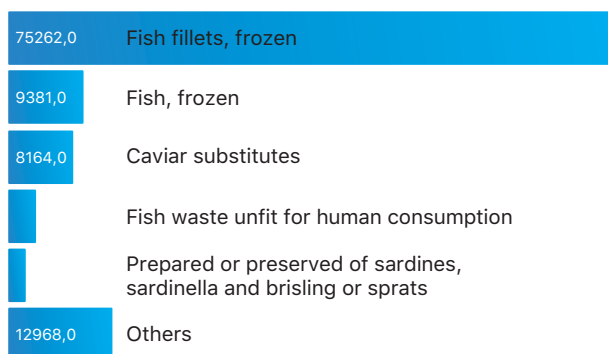 75262,0 Fish fillets, frozen
9381,0 Fish, frozen
8164,0 Caviar substitutes
Fish waste unfit for human consumption
Prepared or preserved of sardines,
sardinella and brisling or sprats
12968,0 Others